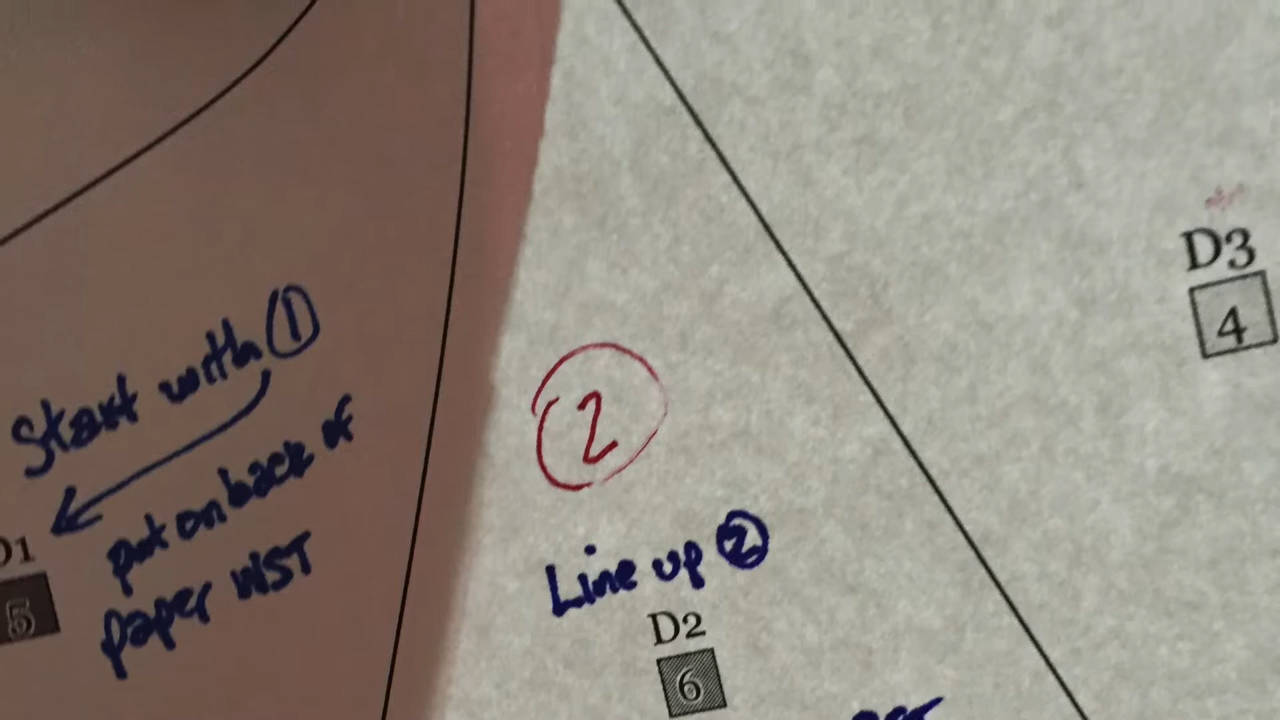 Start with ①
put on back of
paper WST
D1
5
2
Line up ②
D2
6
D3
4